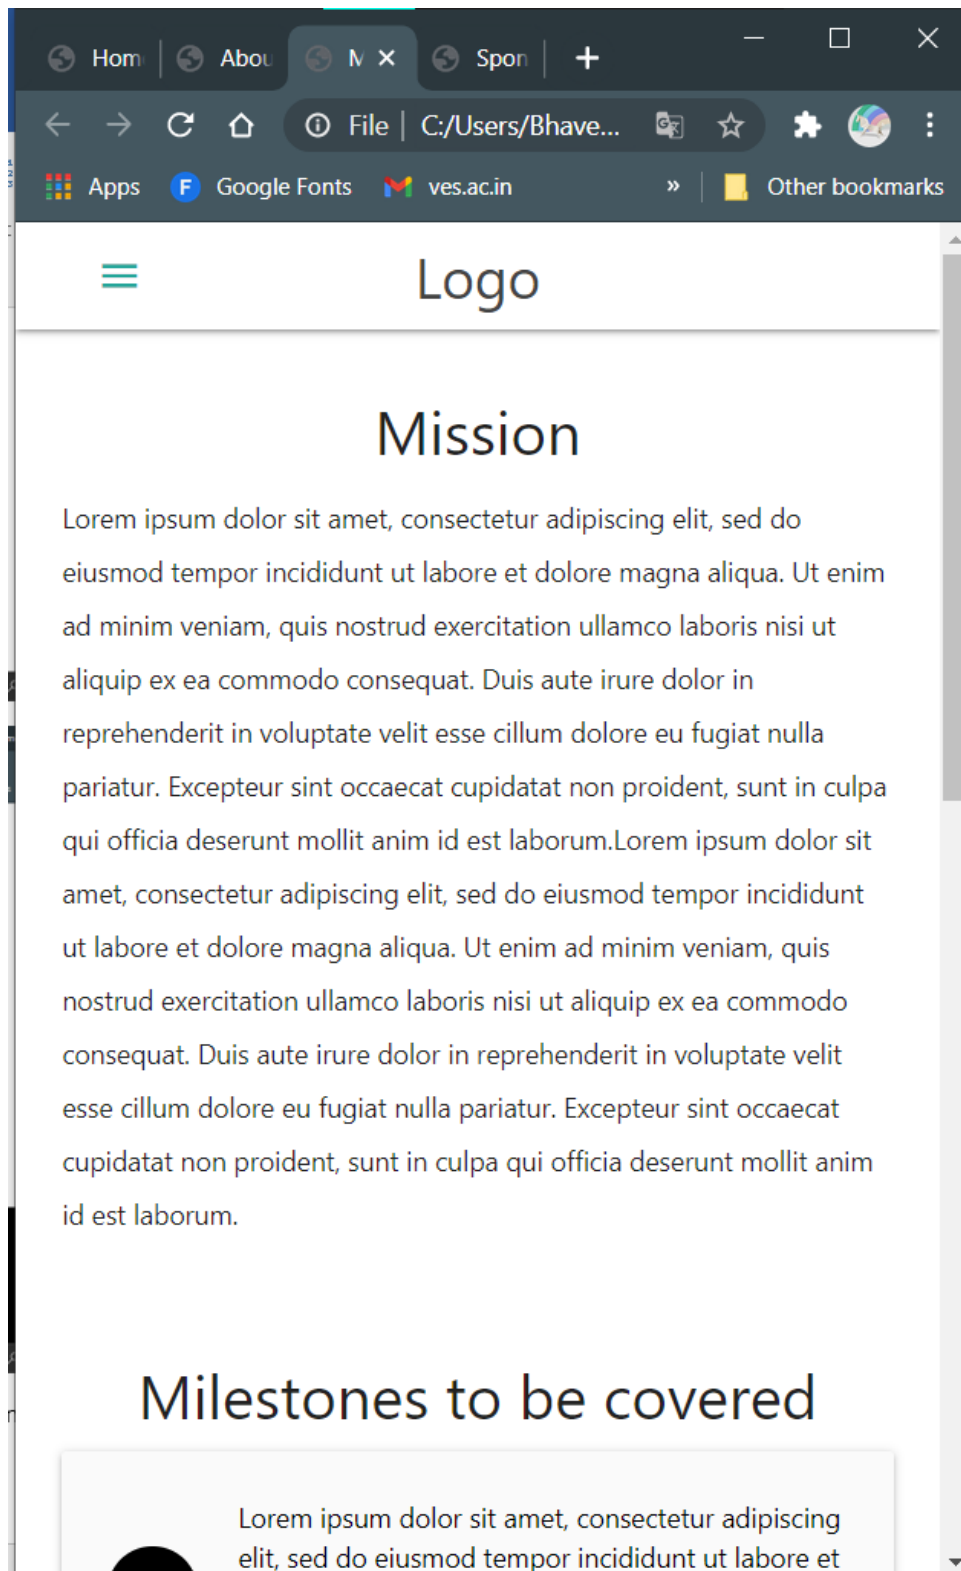 Hom
Abou
M
Spon
File
C:/Users/Bhave...
Apps
Google Fonts
ves.ac.in
»
Other bookmarks
Logo
Mission
Lorem ipsum dolor sit amet, consectetur adipiscing elit, sed do
eiusmod tempor incididunt ut labore et dolore magna aliqua. Ut enim
ad minim veniam, quis nostrud exercitation ullamco laboris nisi ut
aliquip ex ea commodo consequat. Duis aute irure dolor in
reprehenderit in voluptate velit esse cillum dolore eu fugiat nulla
pariatur. Excepteur sint occaecat cupidatat non proident, sunt in culpa
qui officia deserunt mollit anim id est laborum.Lorem ipsum dolor sit
amet, consectetur adipiscing elit, sed do eiusmod tempor incididunt
ut labore et dolore magna aliqua. Ut enim ad minim veniam, quis
nostrud exercitation ullamco laboris nisi ut aliquip ex ea commodo
consequat. Duis aute irure dolor in reprehenderit in voluptate velit
esse cillum dolore eu fugiat nulla pariatur. Excepteur sint occaecat
cupidatat non proident, sunt in culpa qui officia deserunt mollit anim
id est laborum.
Milestones to be covered
Lorem ipsum dolor sit amet, consectetur adipiscing
elit, sed do eiusmod tempor incididunt ut labore et